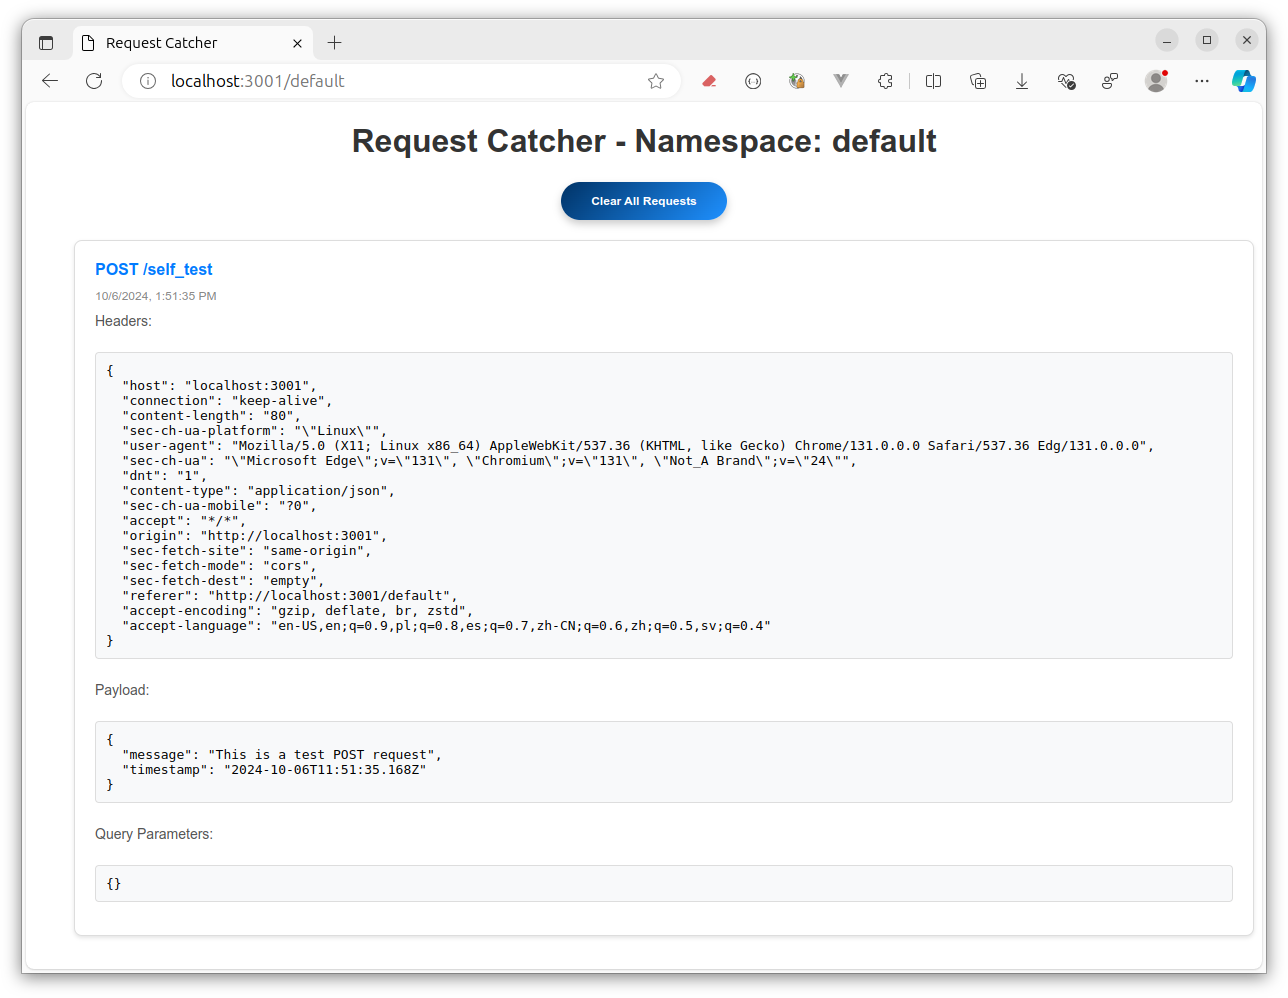 Request Catcher
localhost:3001/default
Request Catcher - Namespace: default
Clear All Requests
POST /self_test
10/6/2024, 1:51:35 PM
Headers:
{
  "host": "localhost:3001",
  "connection": "keep-alive",
  "content-length": "80",
  "sec-ch-ua-platform": "\"Linux\"",
  "user-agent": "Mozilla/5.0 (X11; Linux x86_64) AppleWebKit/537.36 (KHTML, like Gecko) Chrome/131.0.0.0 Safari/537.36 Edg/131.0.0.0",
  "sec-ch-ua": "\"Microsoft Edge\";v=\"131\", \"Chromium\";v=\"131\", \"Not_A Brand\";v=\"24\"",
  "dnt": "1",
  "content-type": "application/json",
  "sec-ch-ua-mobile": "?0",
  "accept": "*/*",
  "origin": "http://localhost:3001",
  "sec-fetch-site": "same-origin",
  "sec-fetch-mode": "cors",
  "sec-fetch-dest": "empty",
  "referer": "http://localhost:3001/default",
  "accept-encoding": "gzip, deflate, br, zstd",
  "accept-language": "en-US,en;q=0.9,pl;q=0.8,es;q=0.7,zh-CN;q=0.6,zh;q=0.5,sv;q=0.4"
}
Payload:
{
  "message": "This is a test POST request",
  "timestamp": "2024-10-06T11:51:35.168Z"
}
Query Parameters:
{}